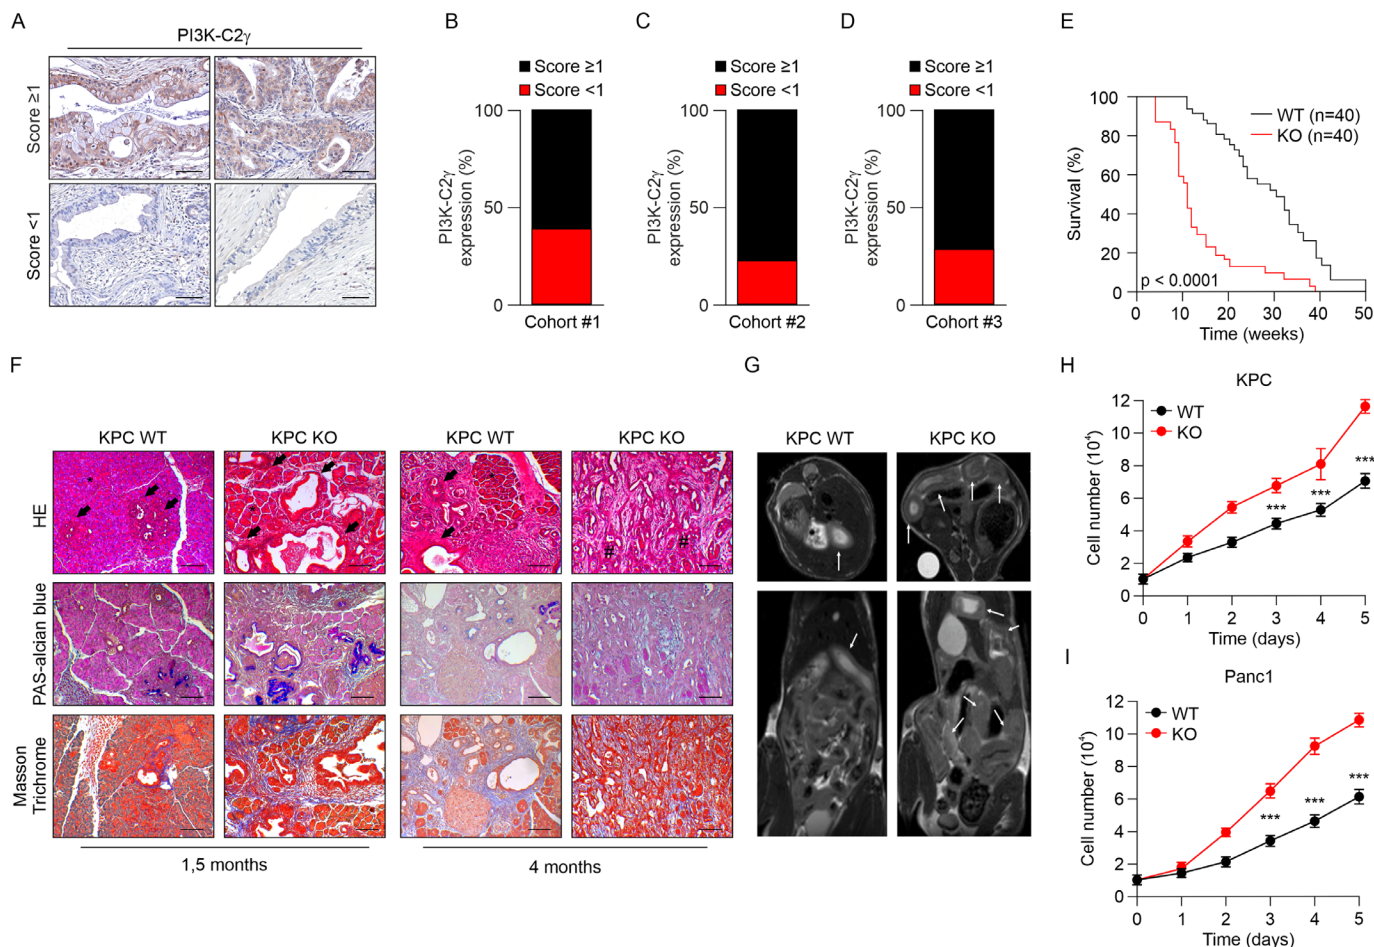 A
PI3K-C2γ
Score ≥1
Score <1
B
Score ≥1
Score <1
PI3K-C2γ
expression (%)
100
50
0
Cohort #1
C
Score ≥1
Score <1
PI3K-C2γ
expression (%)
100
50
0
Cohort #2
D
Score ≥1
Score <1
PI3K-C2γ
expression (%)
100
50
0
Cohort #3
E
Survival (%)
100
80
60
40
20
0
WT (n=40)
KO (n=40)
p < 0.0001
0 10 20 30 40 50
Time (weeks)
F
KPC WT KPC KO KPC WT KPC KO
HE
* * * # #
PAS-alcian blue
Masson
Trichrome
1,5 months 4 months
G
KPC WT KPC KO
H
KPC
WT
KO
Cell number (10⁴)
12
10
8
6
4
2
0
*** *** ***
0 1 2 3 4 5
Time (days)
I
Panc1
WT
KO
Cell number (10⁴)
12
10
8
6
4
2
0
*** *** ***
0 1 2 3 4 5
Time (days)